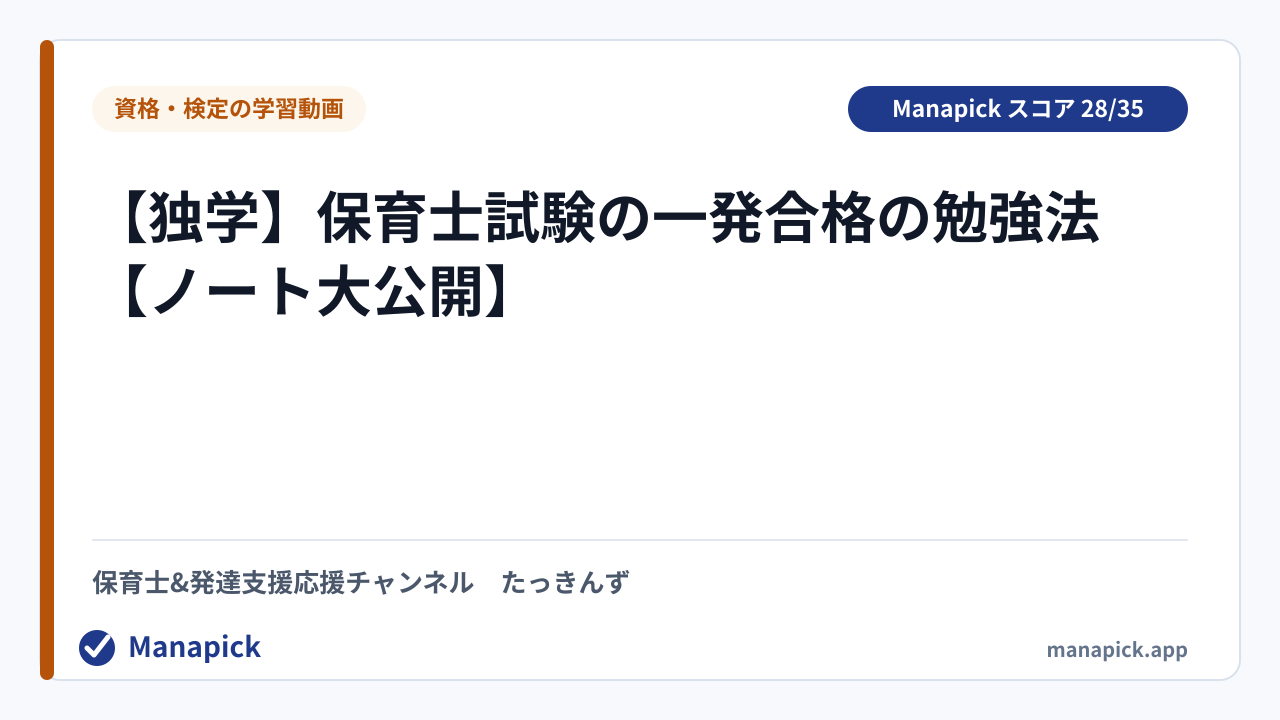 資格・検定の学習動画
Manapick スコア 28/35
【独学】保育士試験の一発合格の勉強法
【ノート大公開】
保育士&発達支援応援チャンネル　たっきんず
Manapick
manapick.app